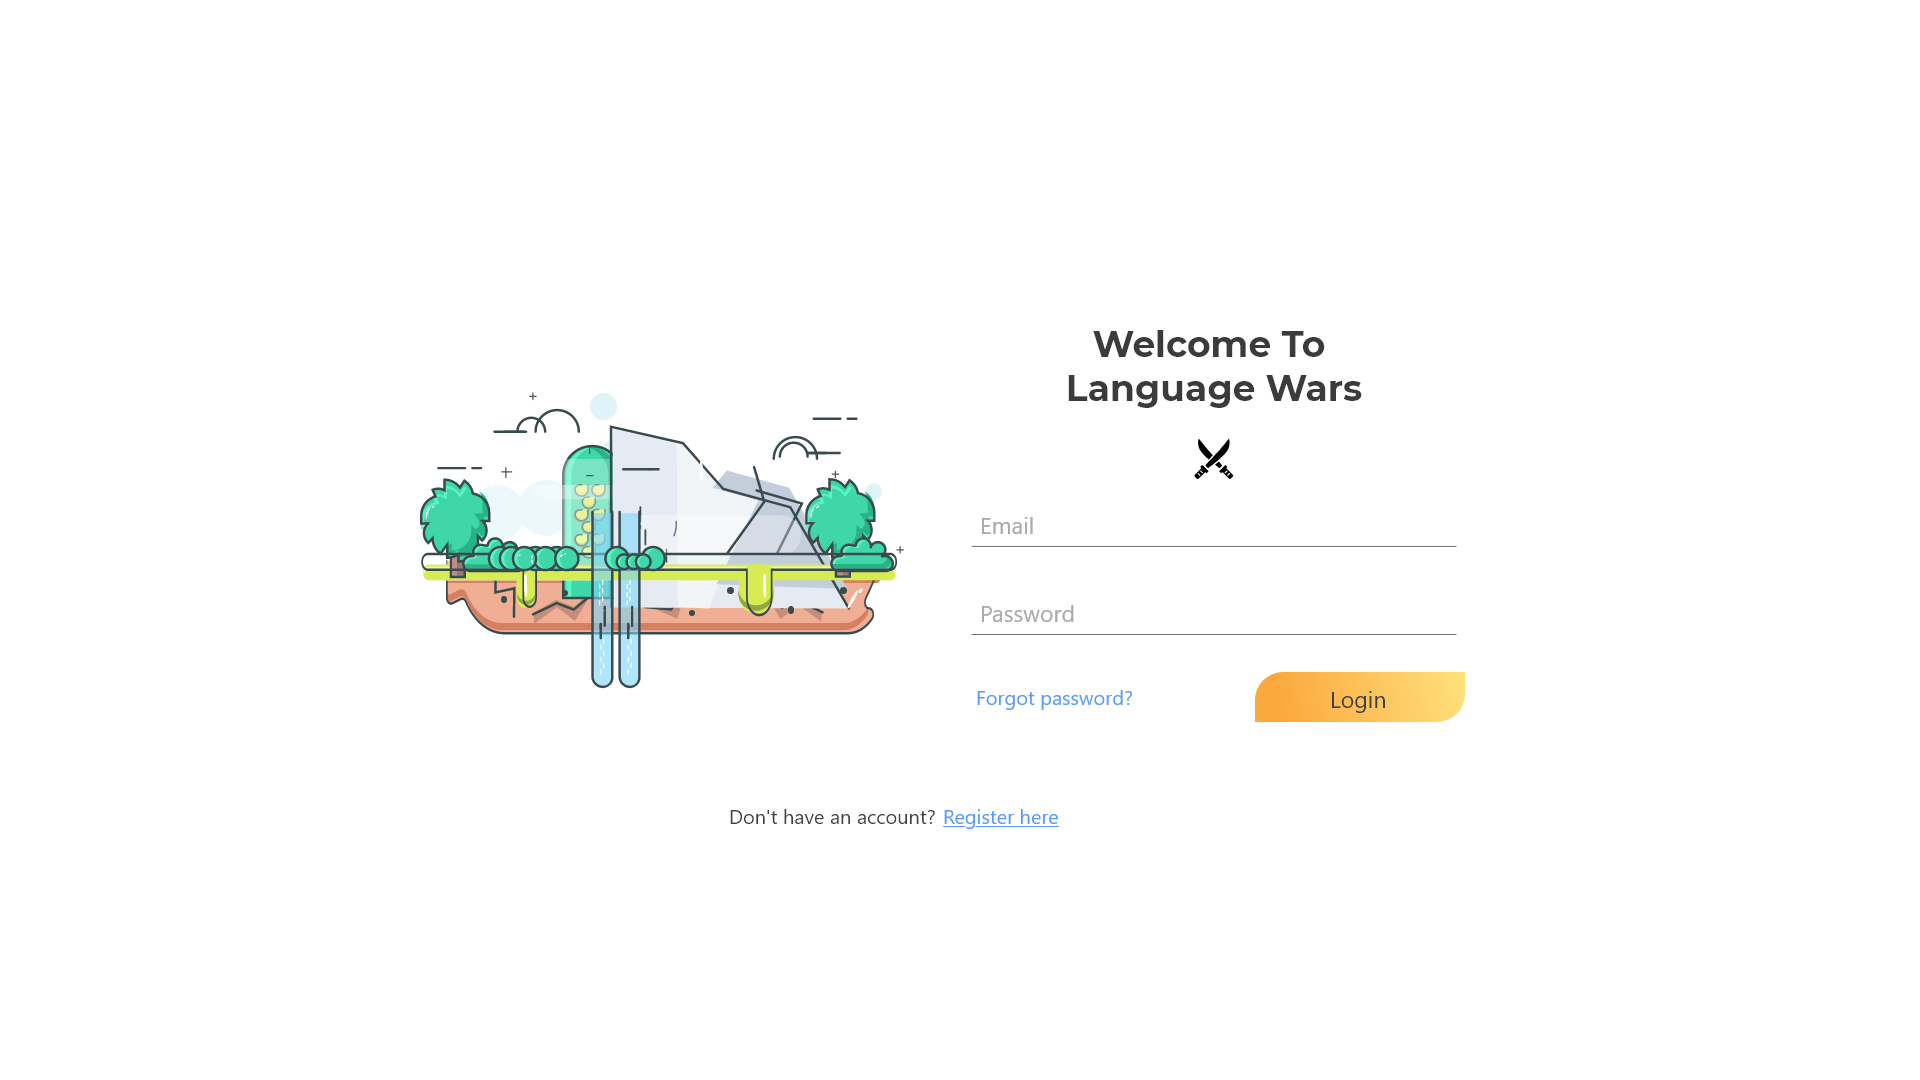 Welcome To
Language Wars
Email
Password
Forgot password?
Login
Don't have an account? Register here